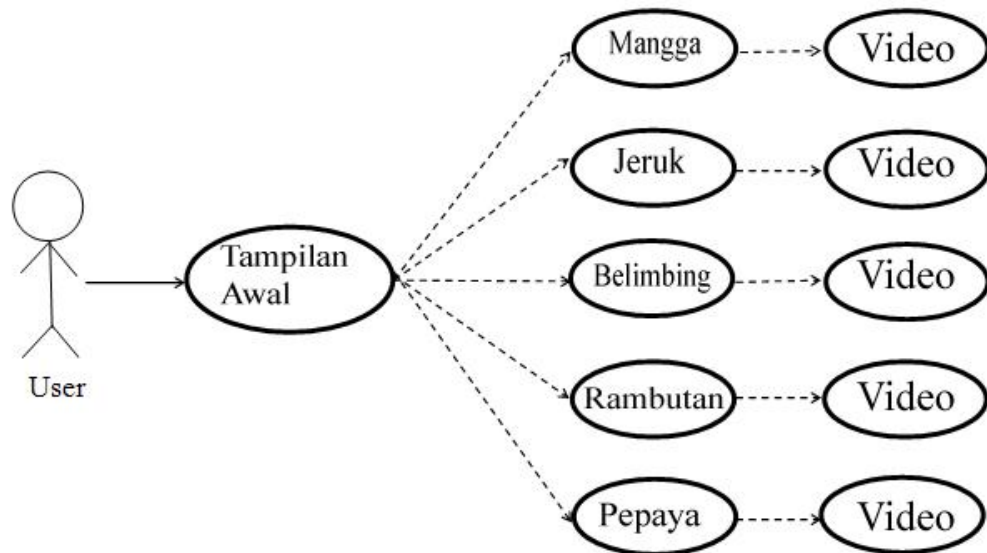 Mangga
Video
Jeruk
Video
Tampilan
Awal
Belimbing
Video
User
Rambutan
Video
Pepaya
Video